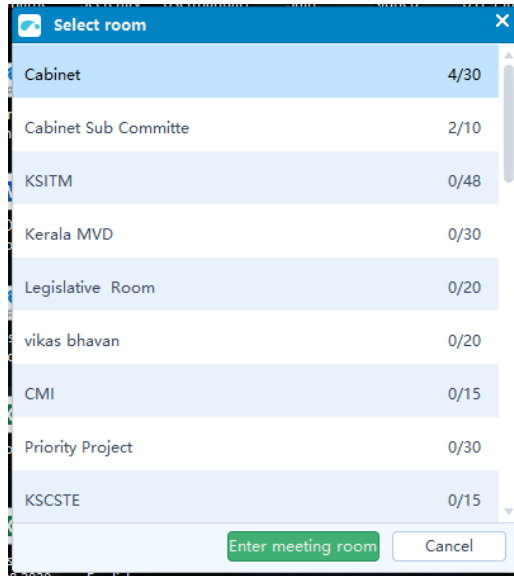 Select room
Cabinet 4/30
Cabinet Sub Committe 2/10
KSITM 0/48
Kerala MVD 0/30
Legislative Room 0/20
vikas bhavan 0/20
CMI 0/15
Priority Project 0/30
KSCSTE 0/15
Enter meeting room Cancel